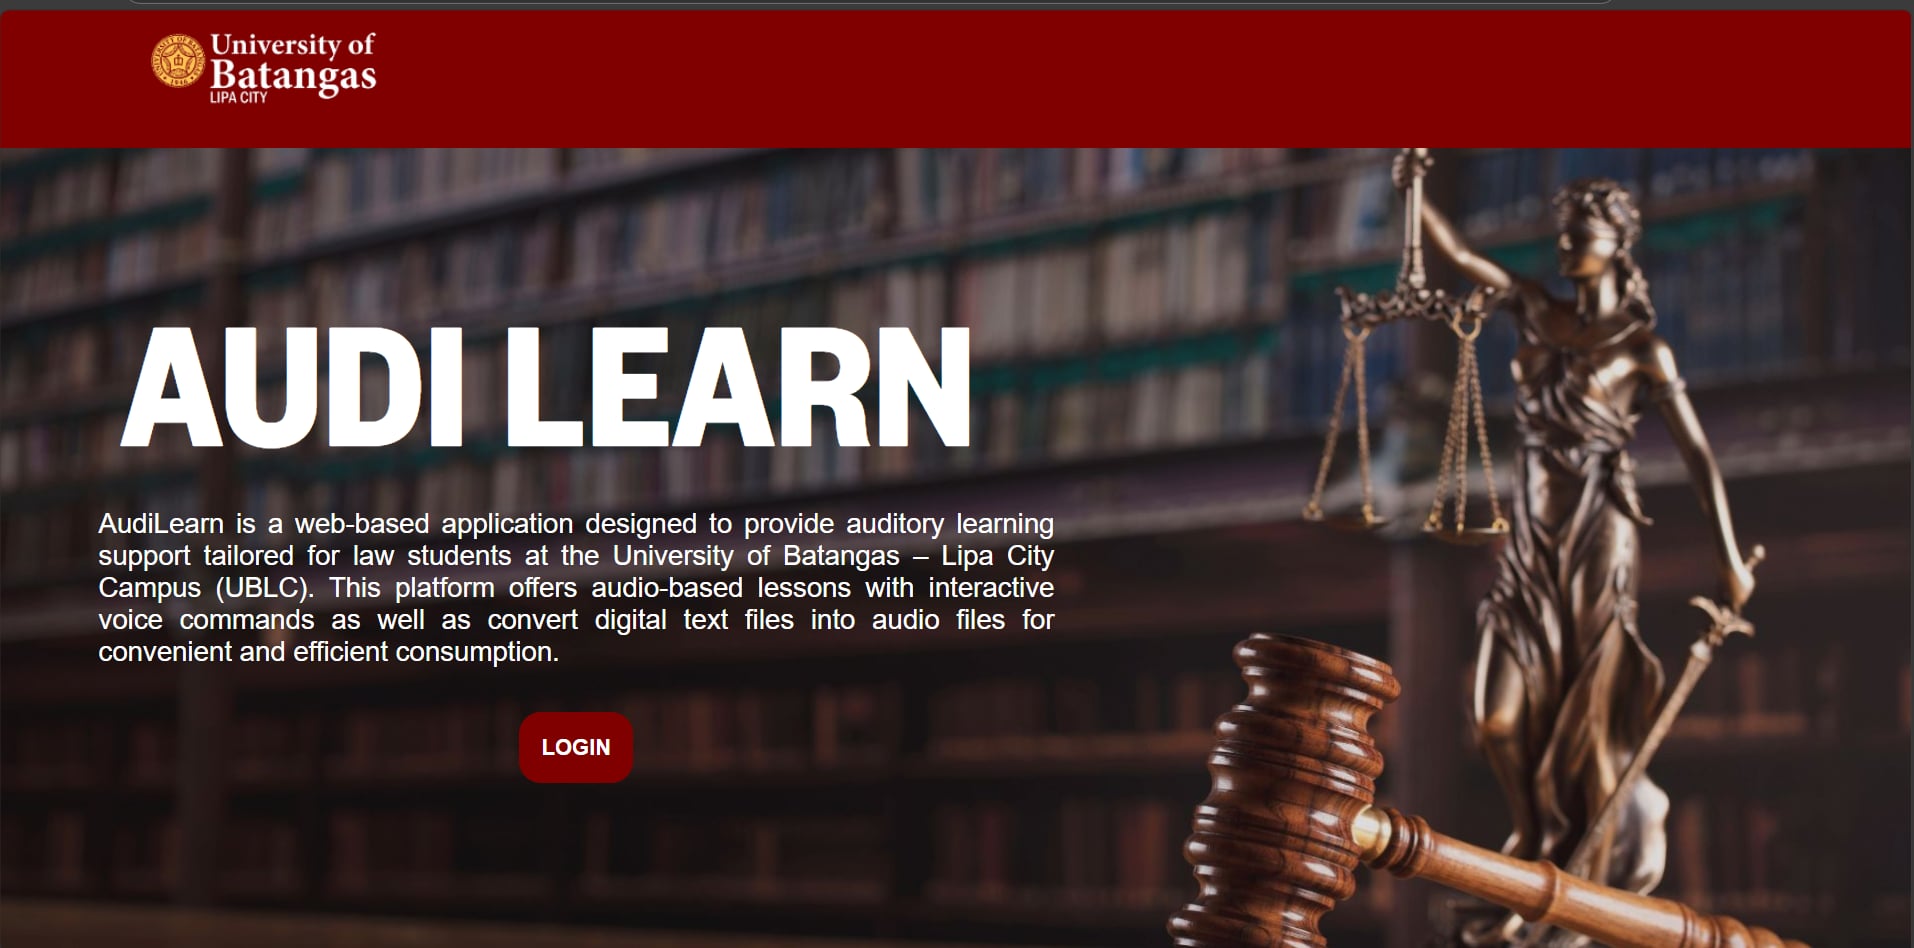 University of
Batangas
LIPA CITY
AUDI LEARN
AudiLearn is a web-based application designed to provide auditory learning
support tailored for law students at the University of Batangas – Lipa City
Campus (UBLC). This platform offers audio-based lessons with interactive
voice commands as well as convert digital text files into audio files for
convenient and efficient consumption.
LOGIN